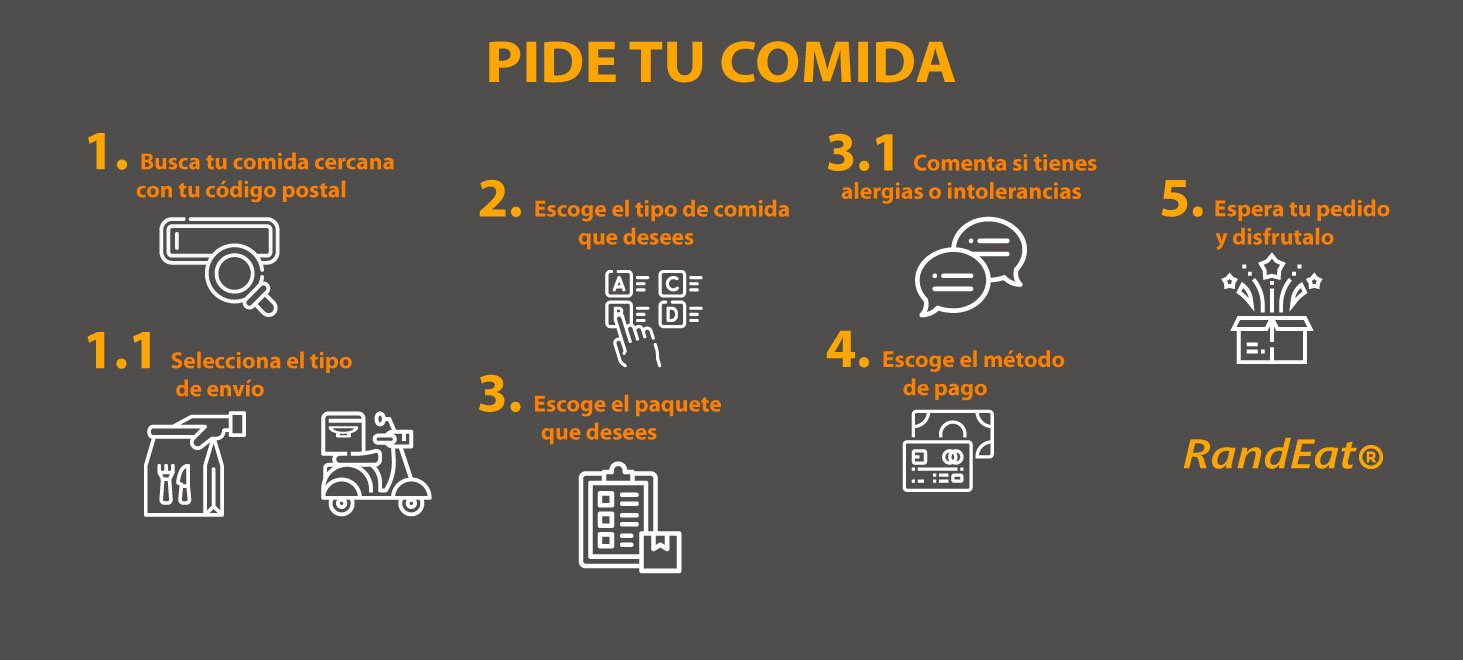 PIDE TU COMIDA
1. Busca tu comida cercana
con tu código postal
1.1 Selecciona el tipo
de envío
2. Escoge el tipo de comida
que desees
A C
B D
3. Escoge el paquete
que desees
3.1 Comenta si tienes
alergias o intolerancias
4. Escoge el método
de pago
5. Espera tu pedido
y disfrutalo
RandEat®